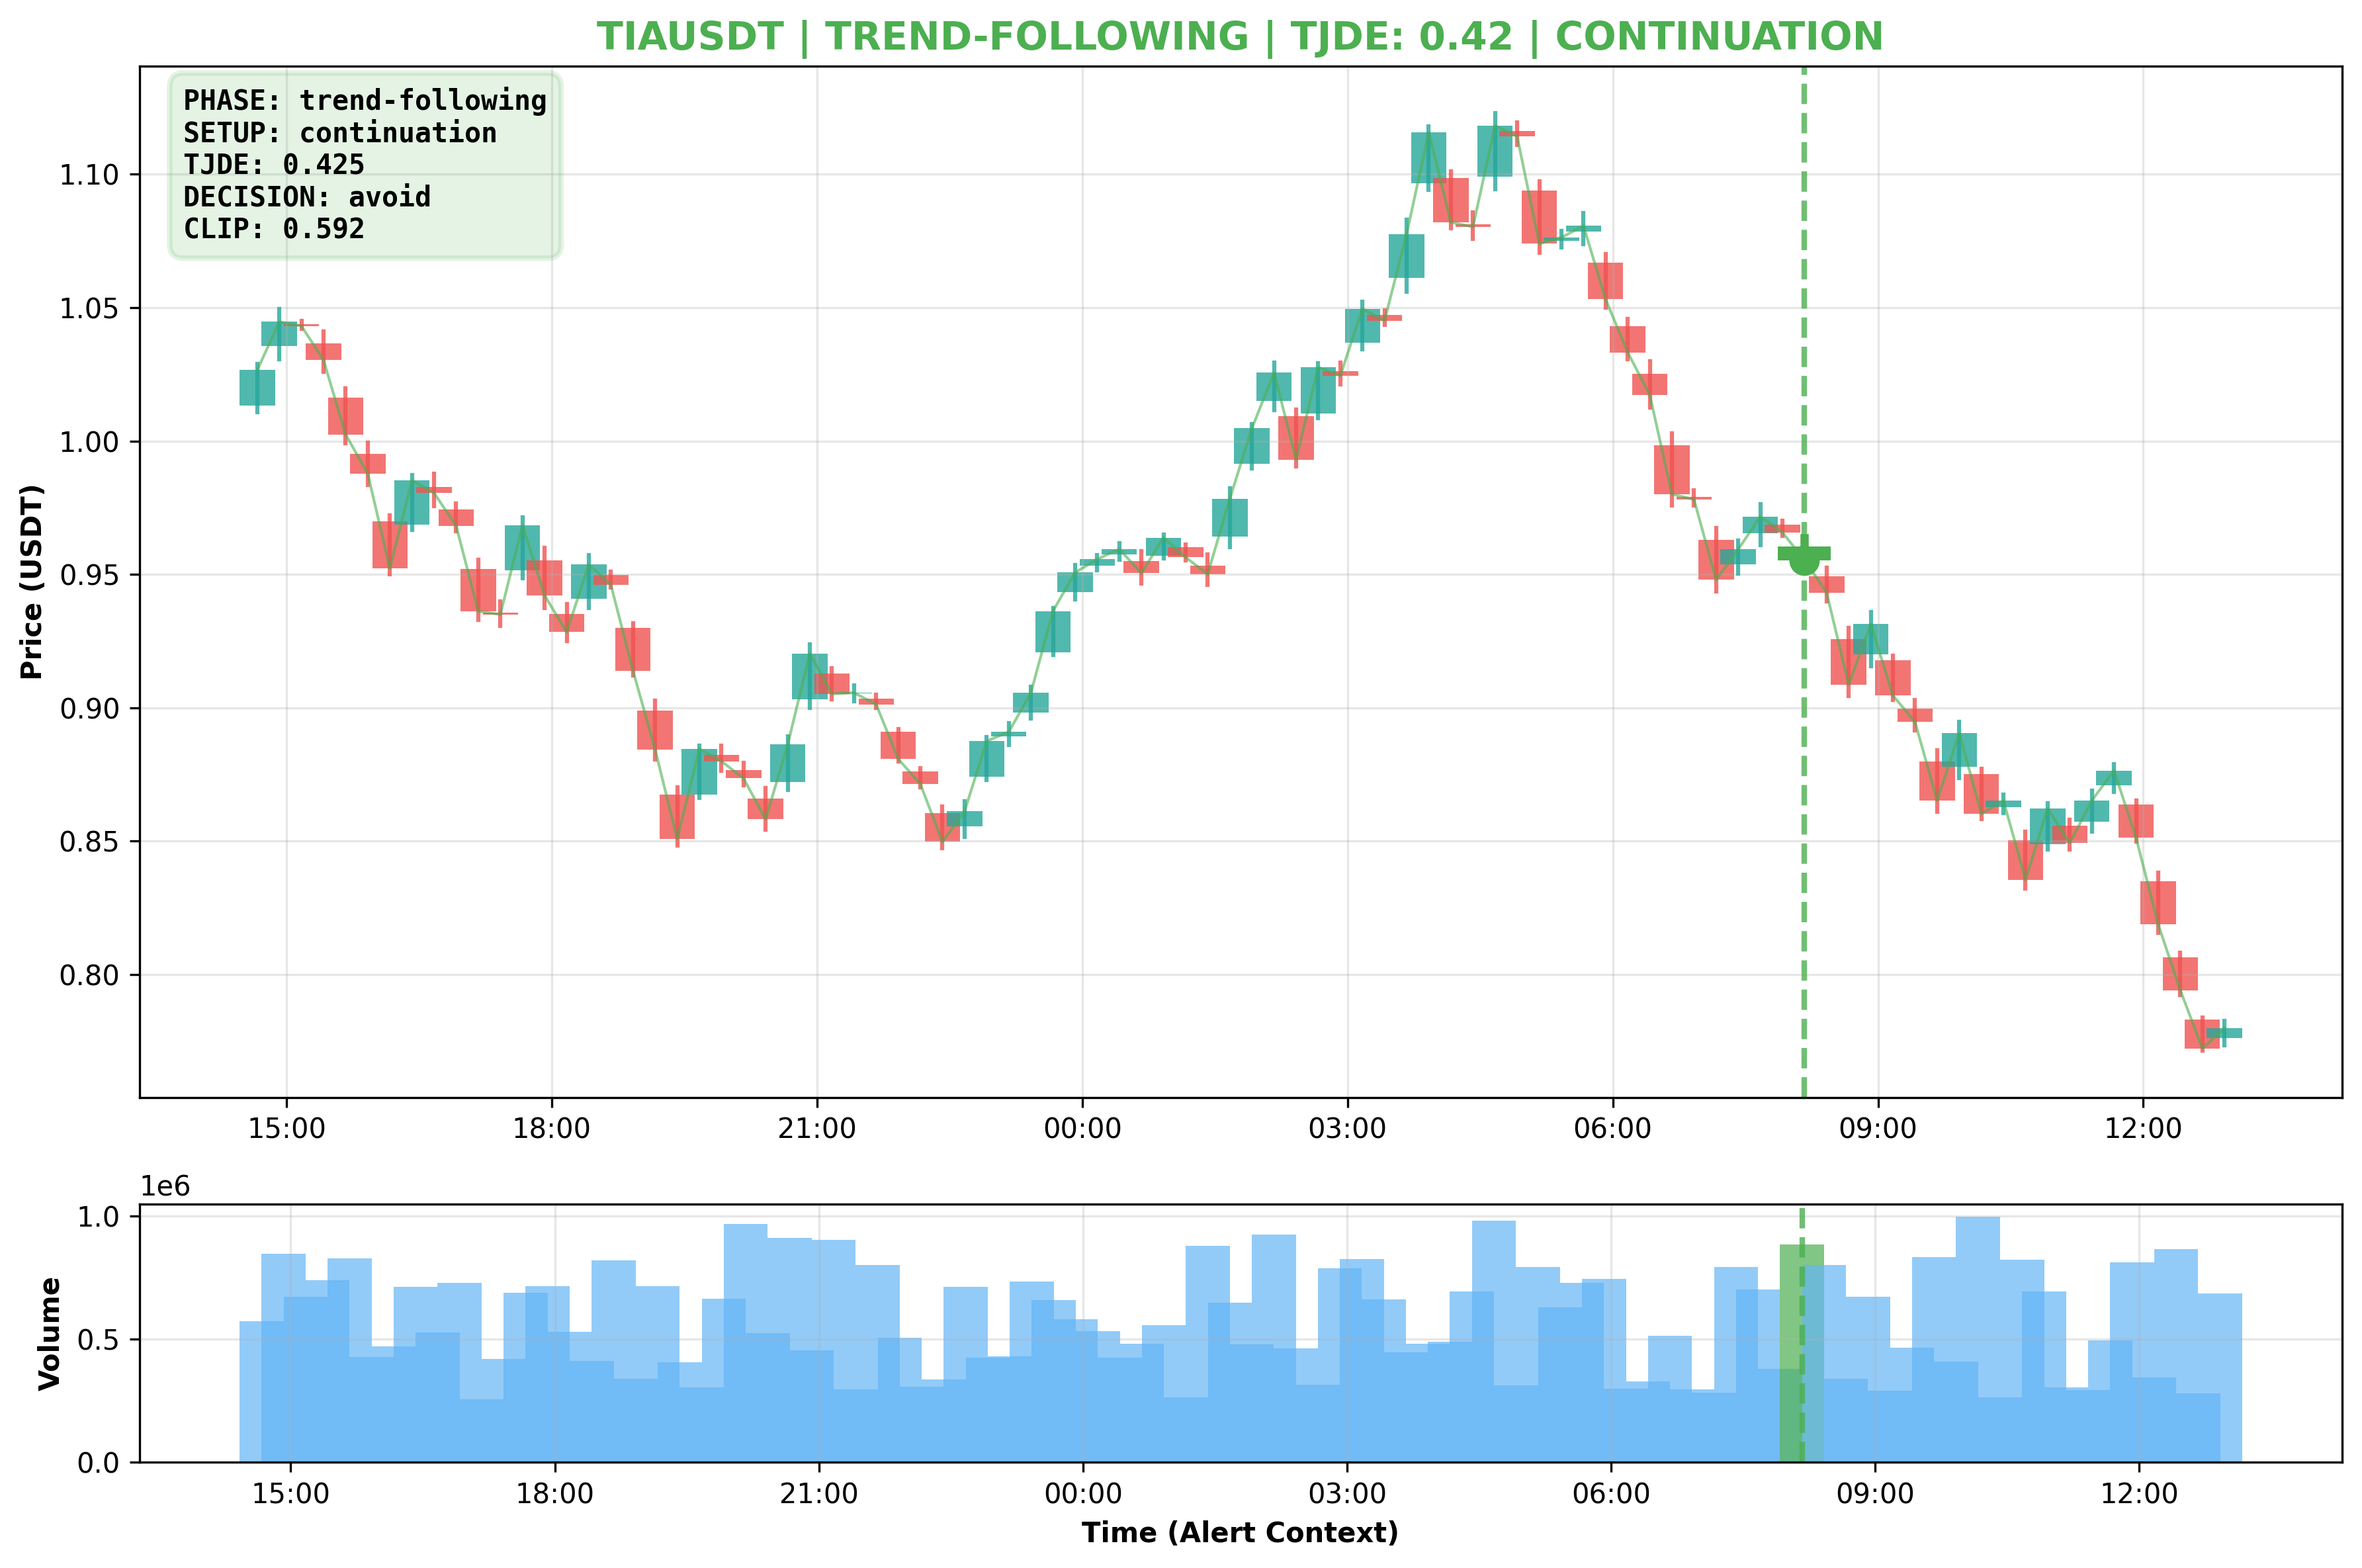 TIAUSDT | TREND-FOLLOWING | TJDE: 0.42 | CONTINUATION
PHASE: trend-following
SETUP: continuation
TJDE: 0.425
DECISION: avoid
CLIP: 0.592
Price (USDT)
1.10
1.05
1.00
0.95
0.90
0.85
0.80
15:00 18:00 21:00 00:00 03:00 06:00 09:00 12:00
1e6
Volume
1.0
0.5
0.0
15:00 18:00 21:00 00:00 03:00 06:00 09:00 12:00
Time (Alert Context)